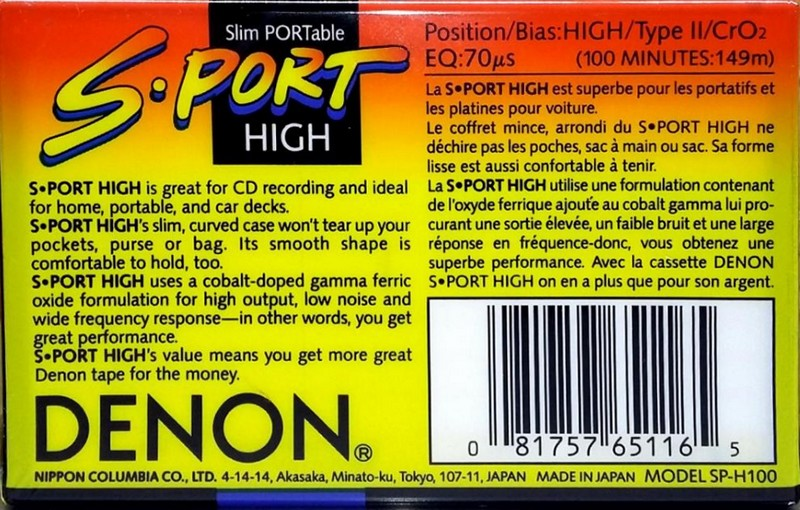 Slim PORTable
S•PORT
HIGH
S•PORT HIGH is great for CD recording and ideal
for home, portable, and car decks.
S•PORT HIGH's slim, curved case won't tear up your
pockets, purse or bag. Its smooth shape is
comfortable to hold, too.
S•PORT HIGH uses a cobalt-doped gamma ferric
oxide formulation for high output, low noise and
wide frequency response—in other words, you get
great performance.
S•PORT HIGH's value means you get more great
Denon tape for the money.
Position/Bias:HIGH/Type II/CrO₂
EQ:70μs (100 MINUTES:149m)
La S•PORT HIGH est superbe pour les portatifs et
les platines pour voiture.
Le coffret mince, arrondi du S•PORT HIGH ne
déchire pas les poches, sac à main ou sac. Sa forme
lisse est aussi confortable à tenir.
La S•PORT HIGH utilise une formulation contenant
de l'oxyde ferrique ajouťe au cobalt gamma lui pro-
curant une sortie élevée, un faible bruit et une large
réponse en fréquence-donc, vous obtenez une
superbe performance. Avec la cassette DENON
S•PORT HIGH on en a plus que pour son argent.
0 81757 65116 5
DENON®
NIPPON COLUMBIA CO., LTD. 4-14-14, Akasaka, Minato-ku, Tokyo, 107-11, JAPAN MADE IN JAPAN MODEL SP-H100